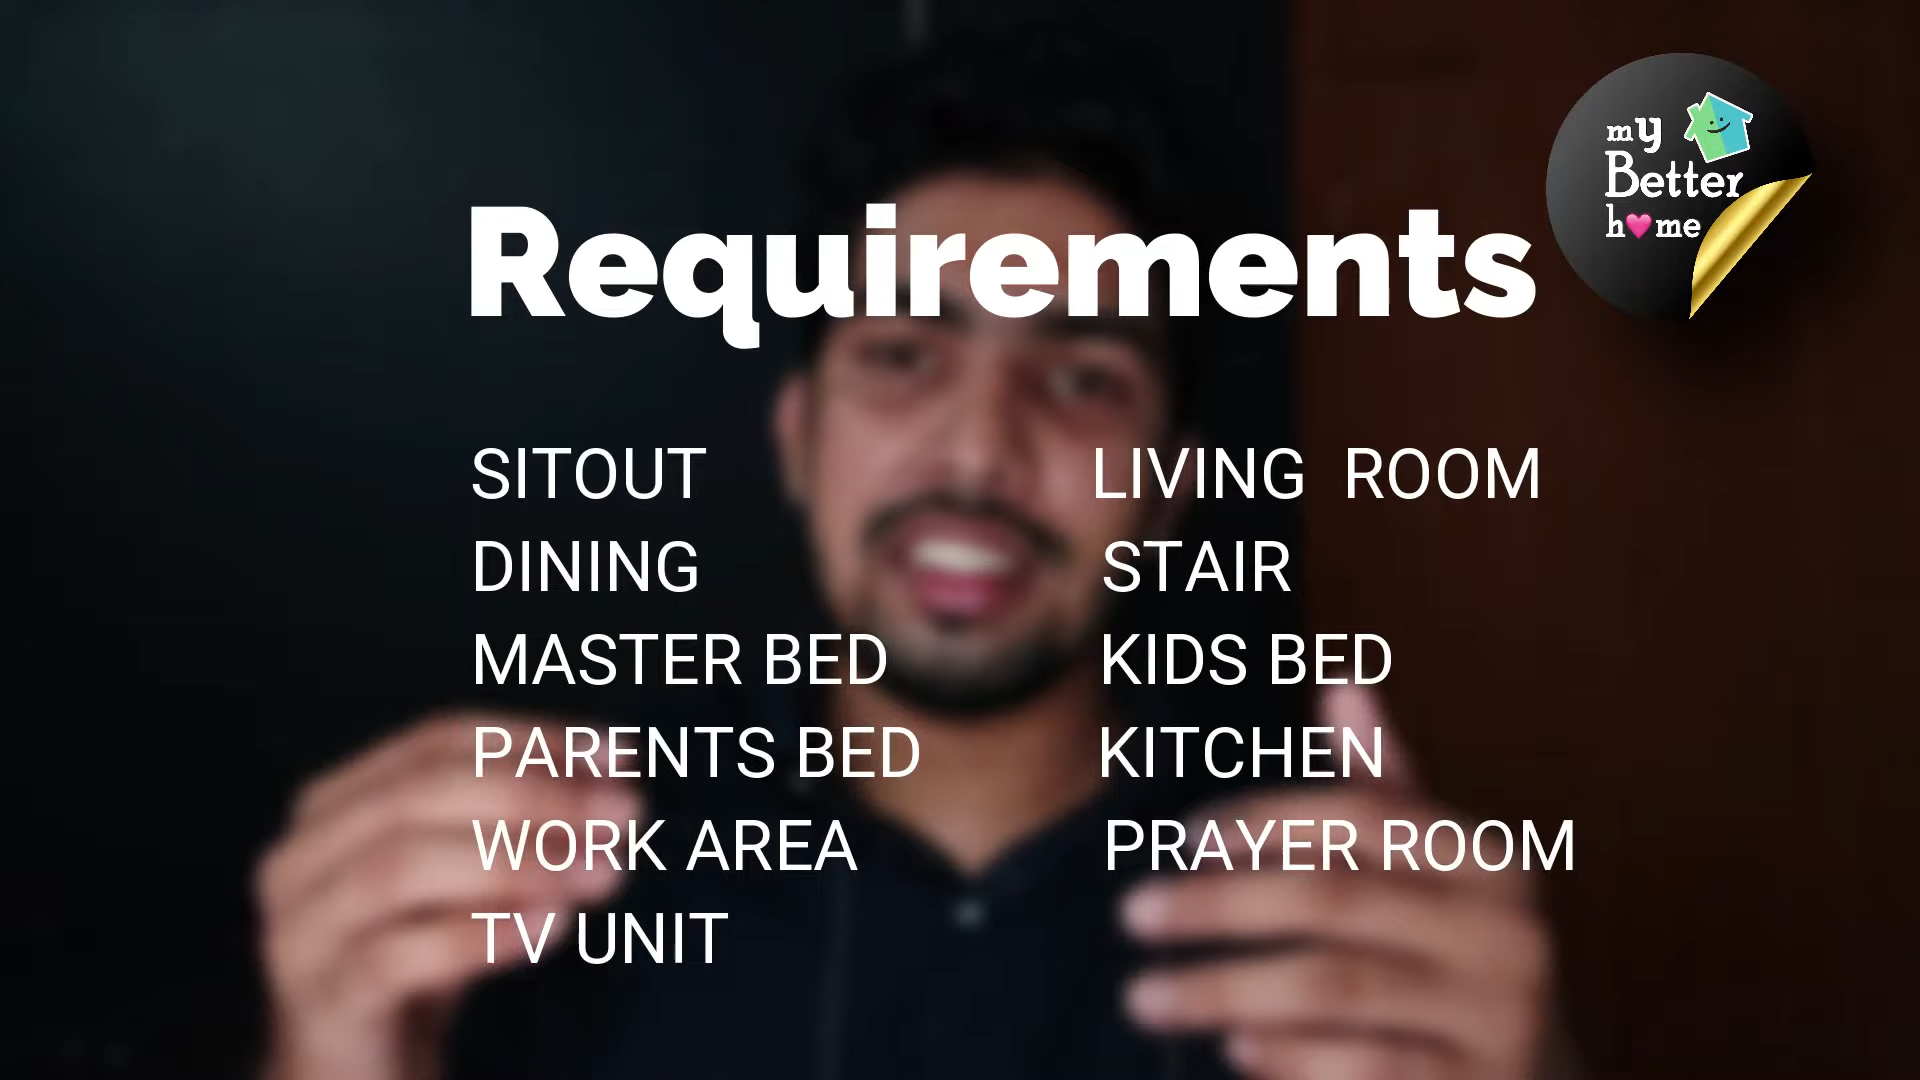 my
Better
home
Requirements
SITOUT
LIVING ROOM
DINING
STAIR
MASTER BED
KIDS BED
PARENTS BED
KITCHEN
WORK AREA
PRAYER ROOM
TV UNIT